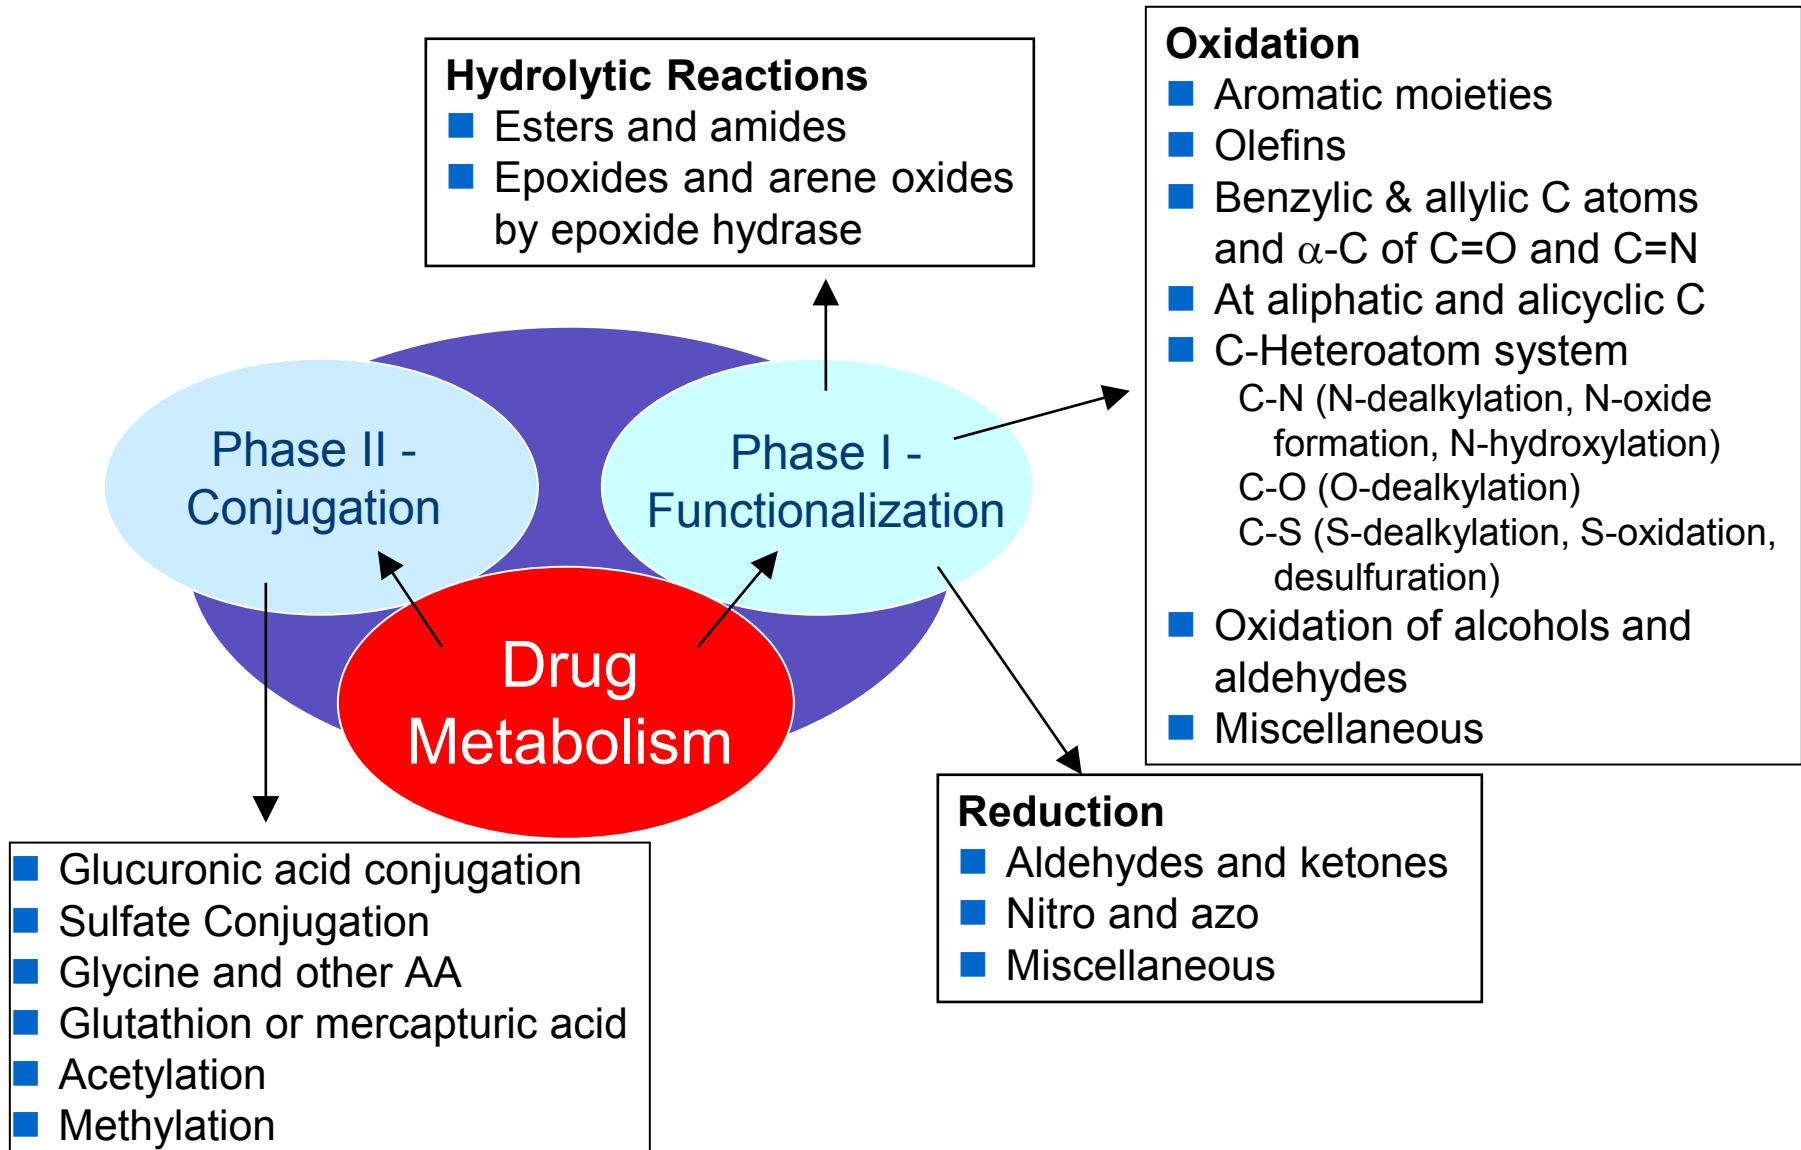 Hydrolytic Reactions
Esters and amides
Epoxides and arene oxides
by epoxide hydrase
Oxidation
Aromatic moieties
Olefins
Benzylic & allylic C atoms
and α-C of C=O and C=N
At aliphatic and alicyclic C
C-Heteroatom system
C-N (N-dealkylation, N-oxide
formation, N-hydroxylation)
C-O (O-dealkylation)
C-S (S-dealkylation, S-oxidation,
desulfuration)
Oxidation of alcohols and
aldehydes
Miscellaneous
Phase II -
Conjugation
Phase I -
Functionalization
Drug
Metabolism
Reduction
Aldehydes and ketones
Nitro and azo
Miscellaneous
Glucuronic acid conjugation
Sulfate Conjugation
Glycine and other AA
Glutathion or mercapturic acid
Acetylation
Methylation